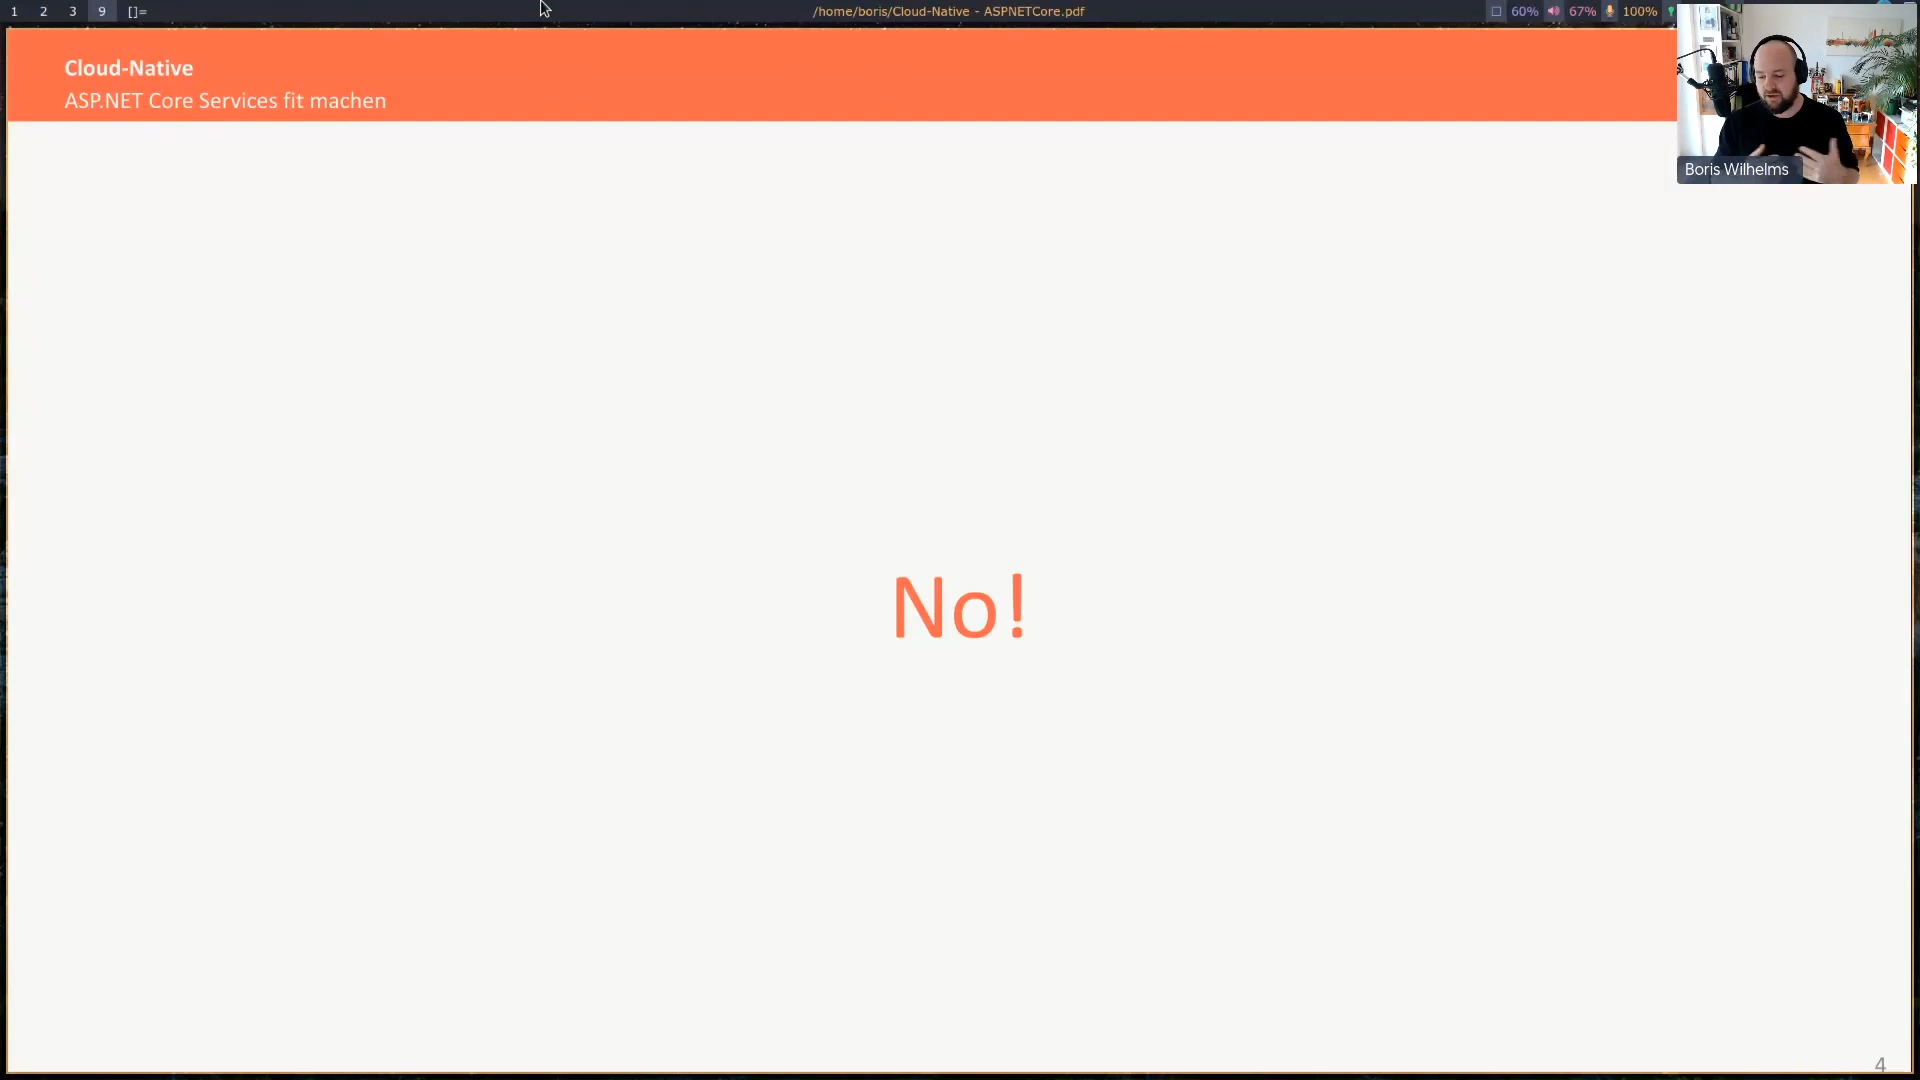 1 2 3 9 []= /home/boris/Cloud-Native - ASPNETCore.pdf 60% 67% 100%
Cloud-Native
ASP.NET Core Services fit machen
Boris Wilhelms
No!
4